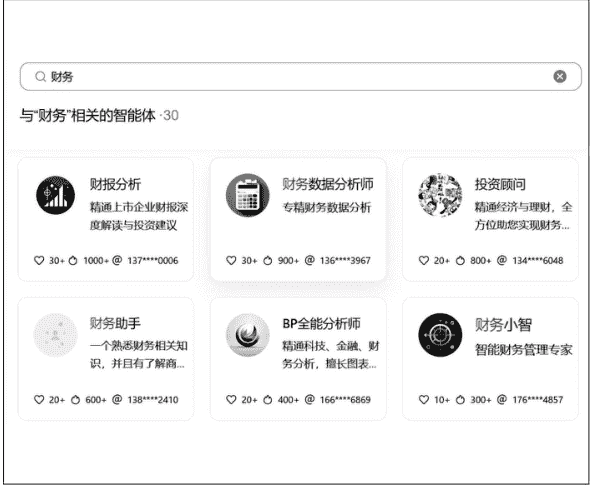 财务
与“财务”相关的智能体 ·30
财报分析
精通上市企业财报深
度解读与投资建议
30+ 1000+ @ 137****0006
财务数据分析师
专精财务数据分析
30+ 900+ @ 136****3967
投资顾问
精通经济与理财，全
方位助您实现财务...
20+ 800+ @ 134****6048
财务助手
一个熟悉财务相关知
识，并且有了解商...
20+ 600+ @ 138****2410
BP全能分析师
精通科技、金融、财
务分析，擅长图表...
20+ 400+ @ 166****6869
财务小智
智能财务管理专家
10+ 300+ @ 176****4857